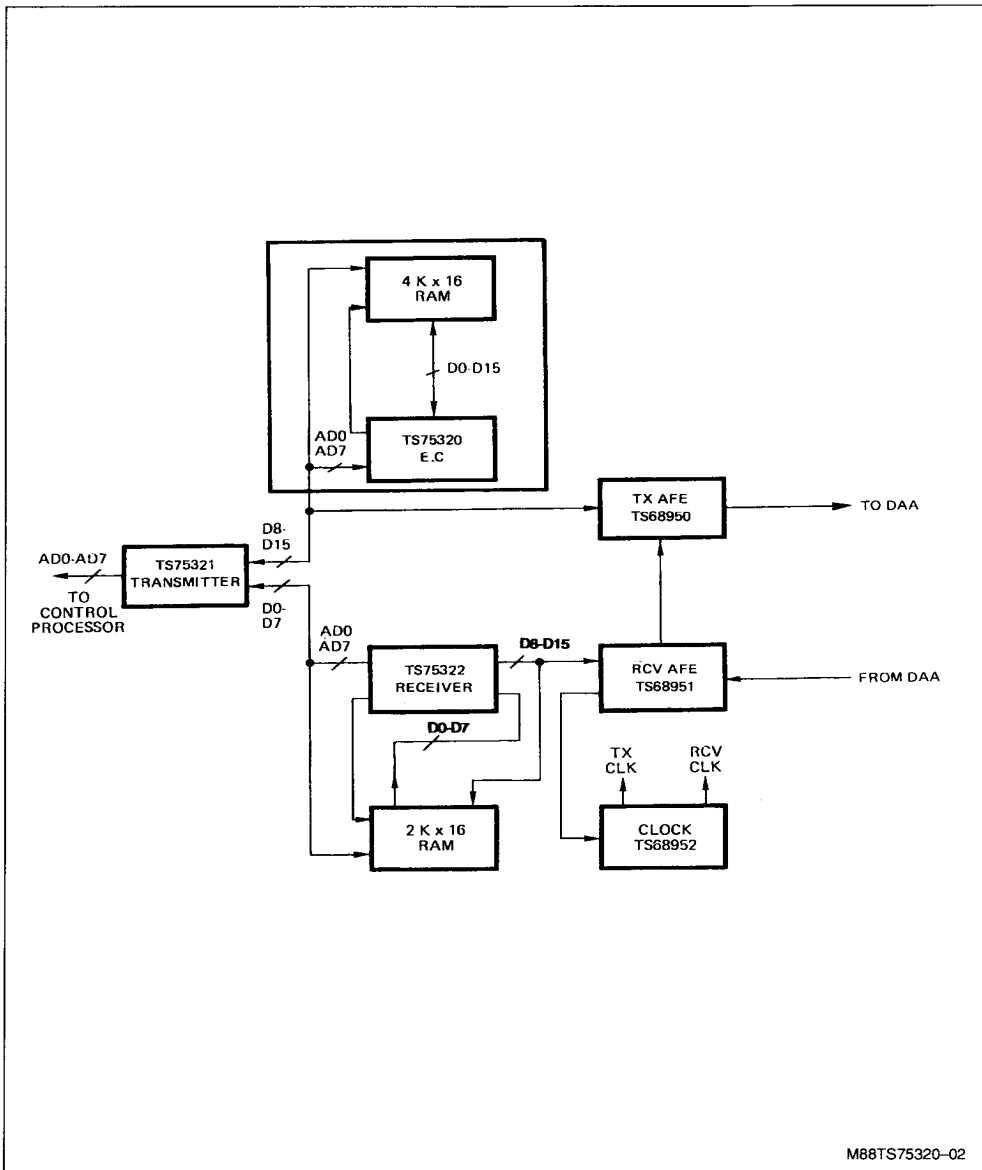 4 K x 16
RAM
D0-D15
AD0
AD7
TS75320
E.C
TX AFE
TS68950
TO DAA
D8-
D15
AD0-AD7
TS75321
TRANSMITTER
TO
CONTROL
PROCESSOR
D0-
D7
AD0
AD7
TS75322
RECEIVER
D8-D15
RCV AFE
TS68951
FROM DAA
D0-D7
TX
CLK
RCV
CLK
2 K x 16
RAM
CLOCK
TS68952
M88TS75320-02